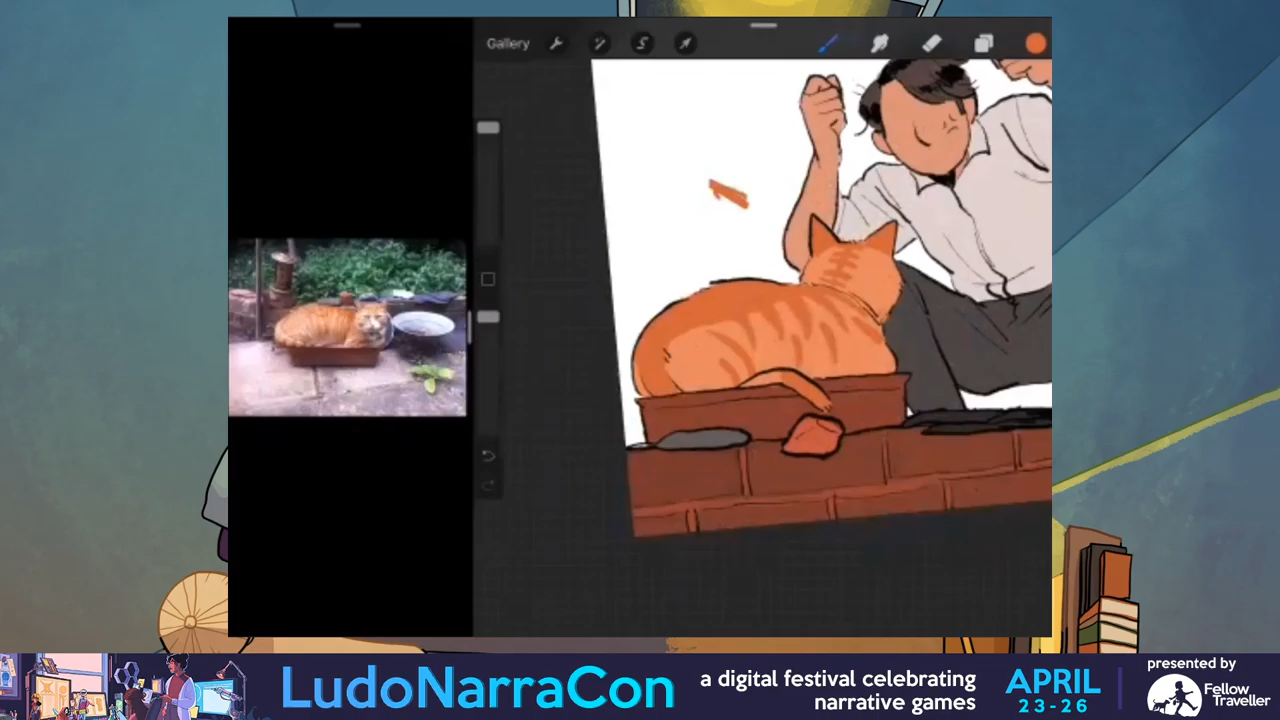 Gallery
LudoNarraCon
a digital festival celebrating
narrative games
APRIL
23-26
presented by
Fellow
Traveller